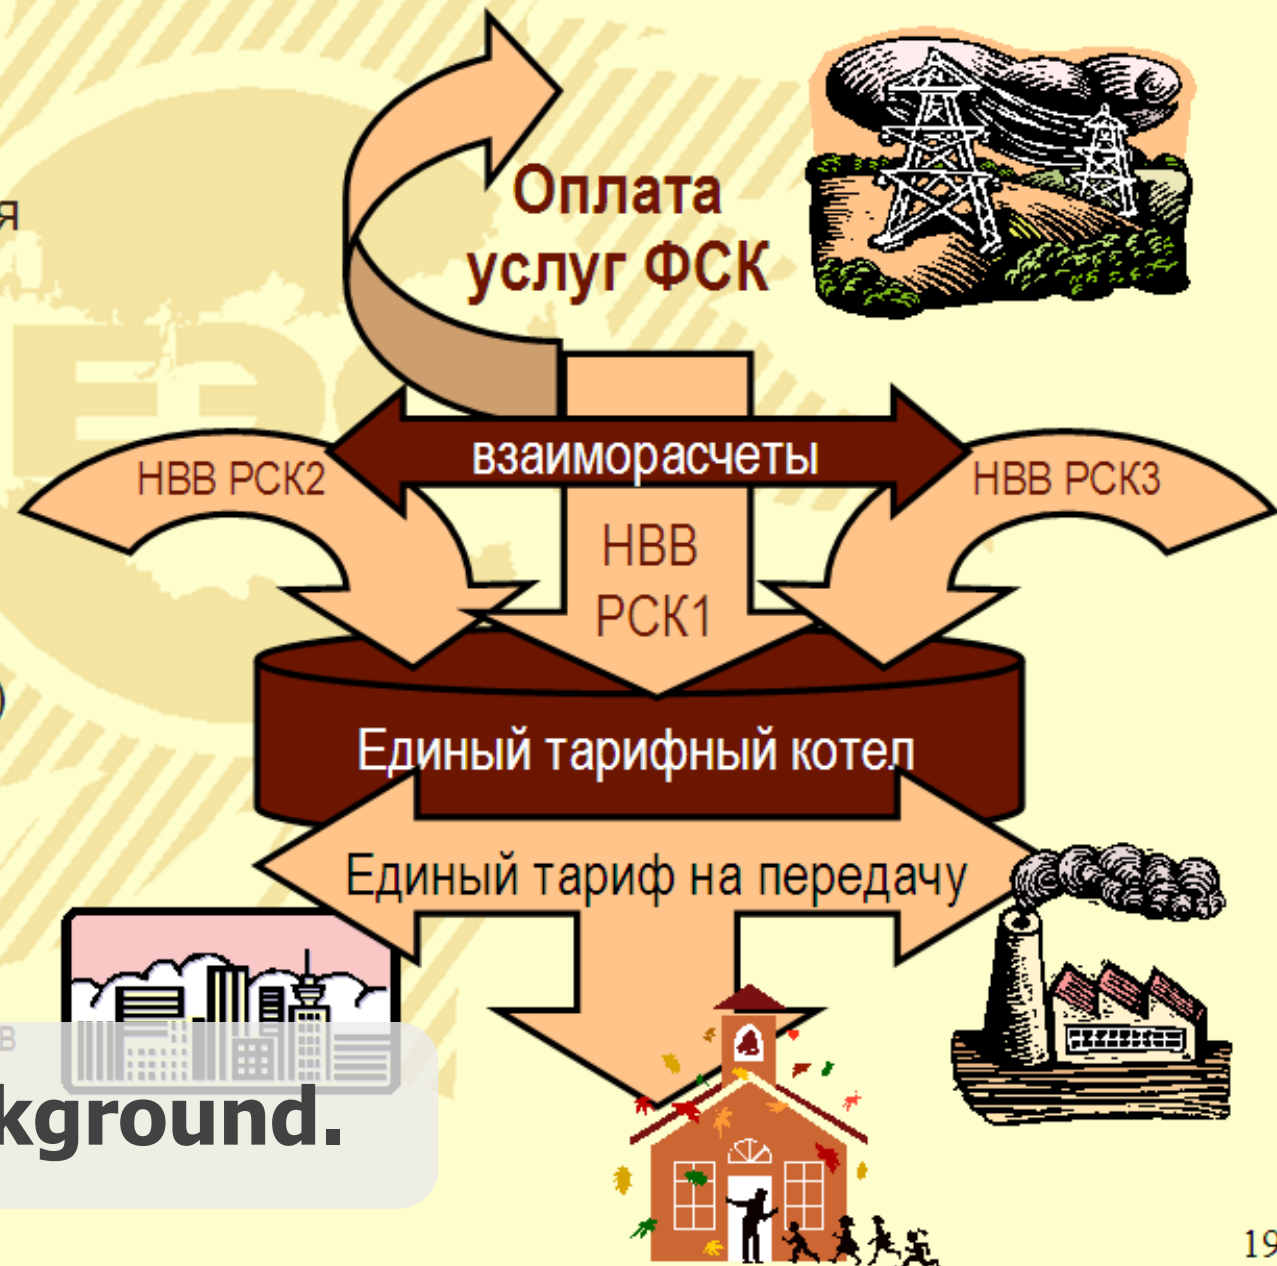 я
Оплата
услуг ФСК
ЕЭС
взаиморасчеты
НВВ РСК2
НВВ РСК3
НВВ
РСК1
)
Единый тарифный котел
Единый тариф на передачу
в
kground.
19